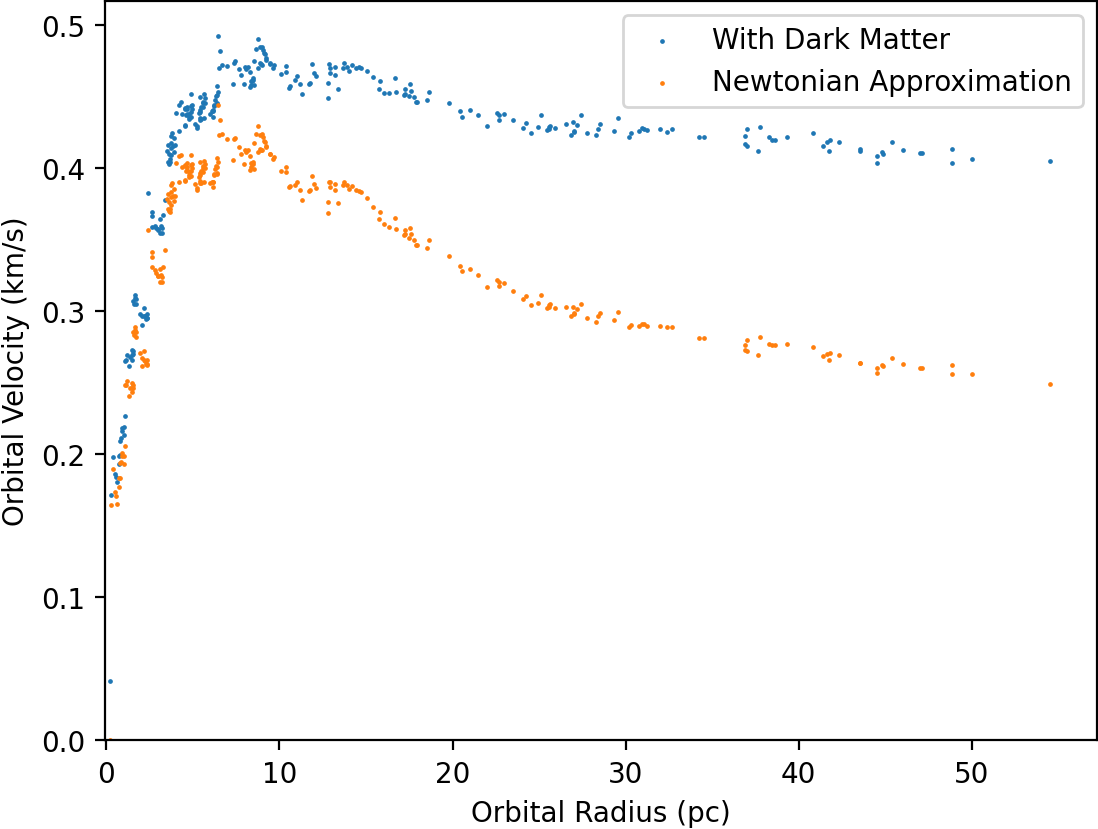 With Dark Matter
Newtonian Approximation
Orbital Velocity (km/s)
0.5
0.4
0.3
0.2
0.1
0.0
0 10 20 30 40 50
Orbital Radius (pc)